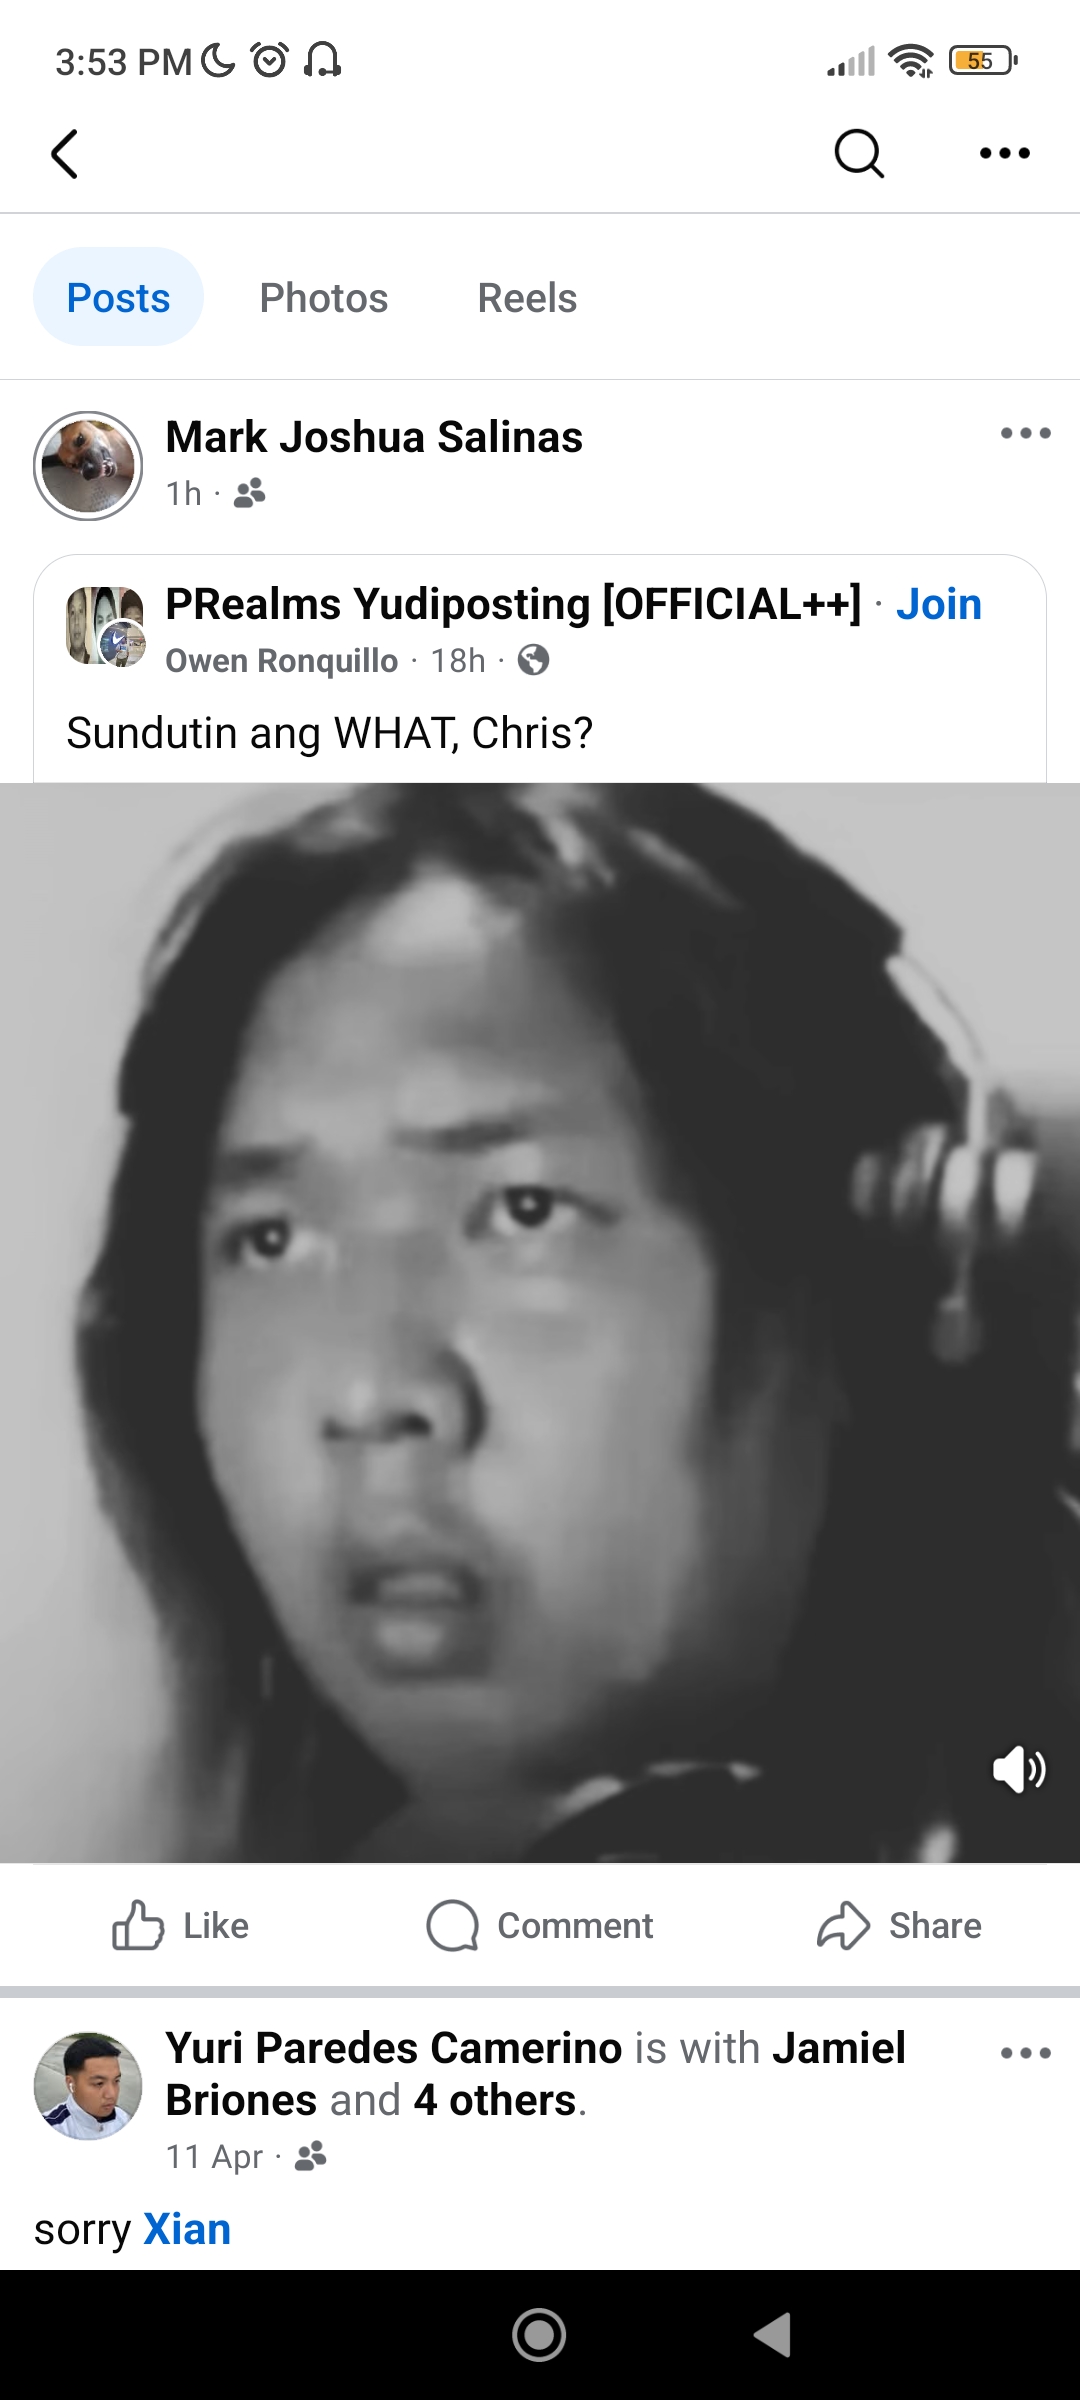 3:53 PM
55
Posts Photos Reels
Mark Joshua Salinas
1h ·
PRealms Yudiposting [OFFICIAL++] · Join
Owen Ronquillo · 18h ·
Sundutin ang WHAT, Chris?
Like Comment Share
Yuri Paredes Camerino is with Jamiel
Briones and 4 others.
11 Apr ·
sorry Xian